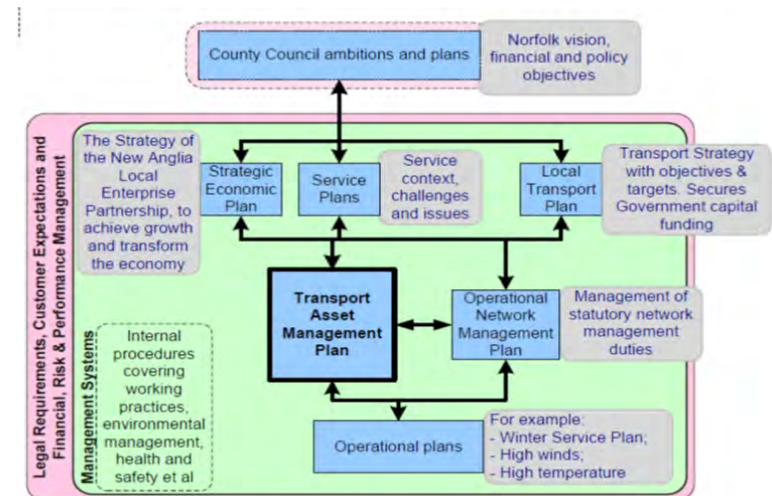 County Council ambitions and plans
Norfolk vision,
financial and policy
objectives
Legal Requirements, Customer Expectations and
Financial, Risk & Performance Management
The Strategy of
the New Anglia
Local
Enterprise
Partnership, to
achieve growth and
transform the
economy
Strategic
Economic
Plan
Service
Plans
Service
context,
challenges
and issues
Local
Transport
Plan
Transport Strategy
with objectives &
targets. Secures
Government capital
funding
Transport
Asset
Management
Plan
Operational
Network
Management
Plan
Management of
statutory network
management
duties
Management Systems
Internal
procedures
covering
working
practices,
environmental
management,
health and
safety et al
Operational plans
For example:
- Winter Service Plan;
- High winds;
- High temperature